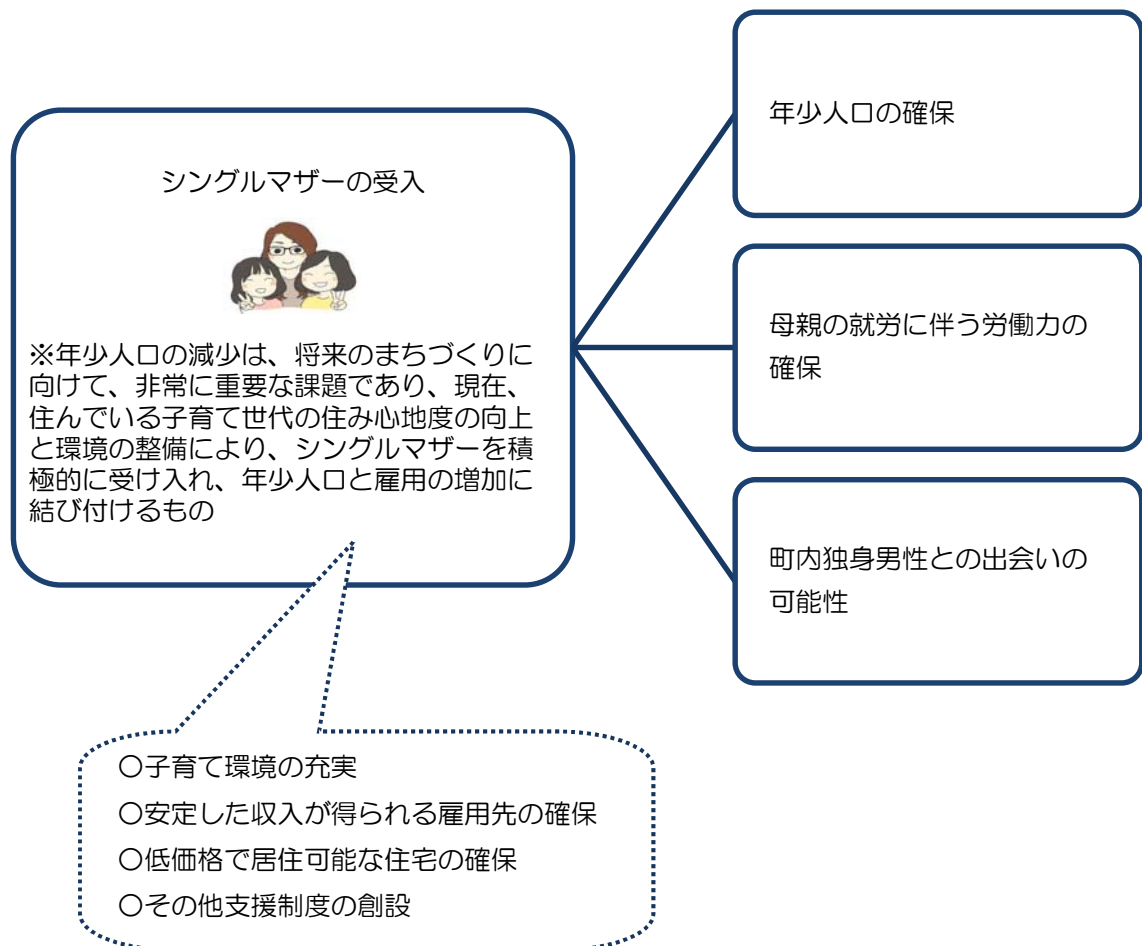 シングルマザーの受入
※年少人口の減少は、将来のまちづくりに
向けて、非常に重要な課題であり、現在、
住んでいる子育て世代の住み心地度の向上
と環境の整備により、シングルマザーを積
極的に受け入れ、年少人口と雇用の増加に
結び付けるもの
年少人口の確保
母親の就労に伴う労働力の
確保
町内独身男性との出会いの
可能性
〇子育て環境の充実
〇安定した収入が得られる雇用先の確保
〇低価格で居住可能な住宅の確保
〇その他支援制度の創設